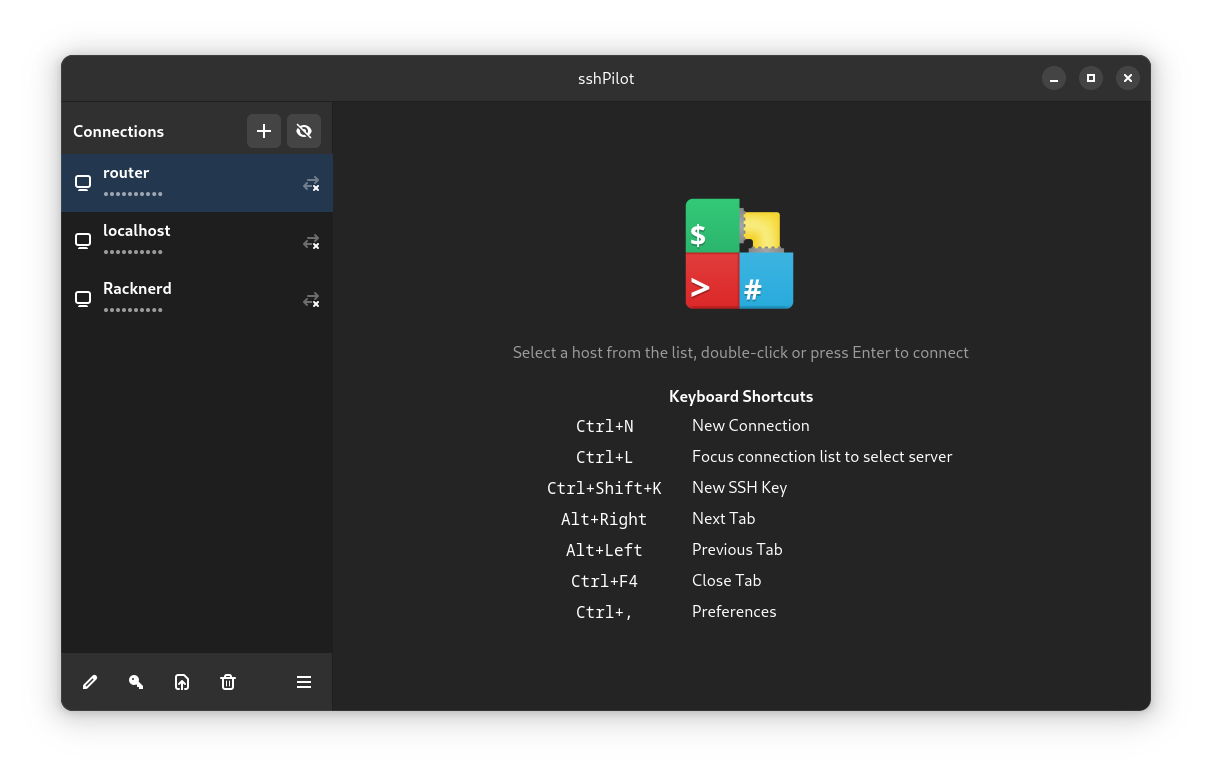 sshPilot
Connections
router
••••••••••
localhost
••••••••••
Racknerd
••••••••••
$
>
#
Select a host from the list, double-click or press Enter to connect
Keyboard Shortcuts
Ctrl+N New Connection
Ctrl+L Focus connection list to select server
Ctrl+Shift+K New SSH Key
Alt+Right Next Tab
Alt+Left Previous Tab
Ctrl+F4 Close Tab
Ctrl+, Preferences